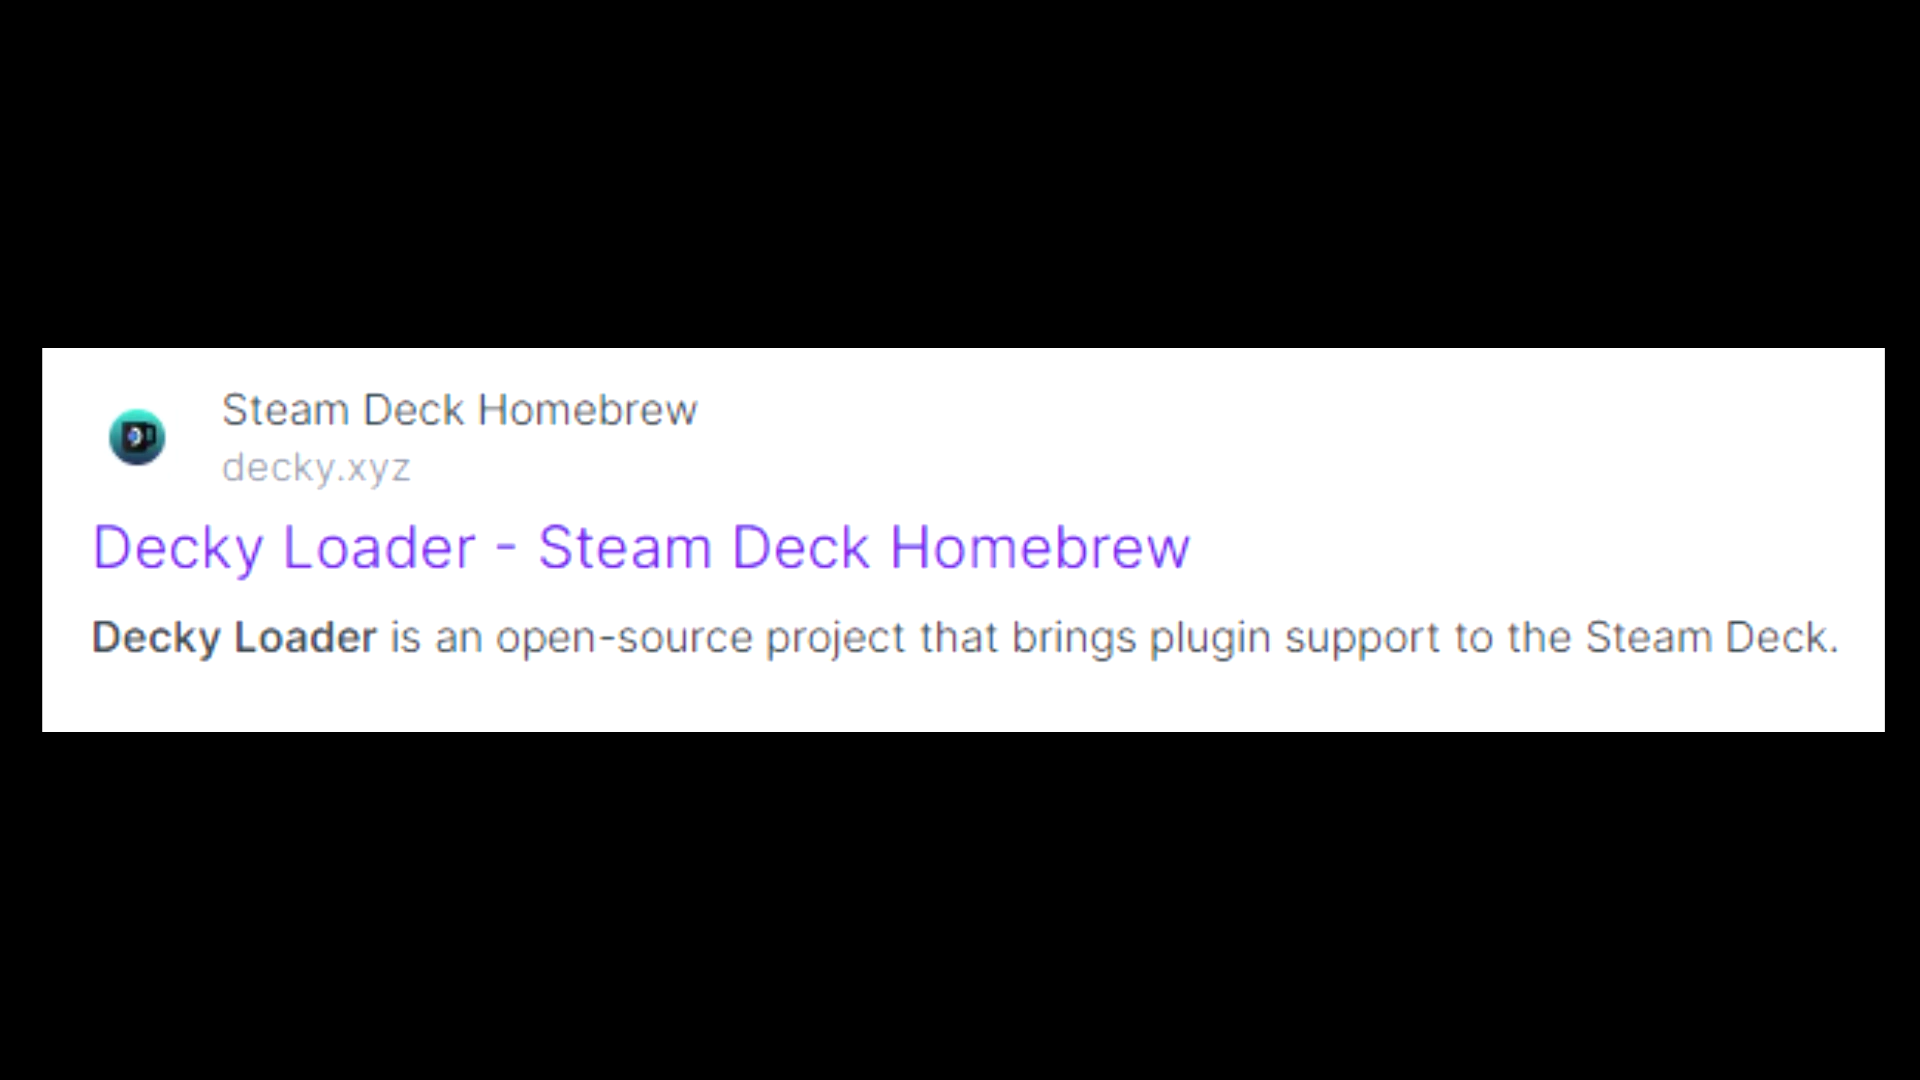 Steam Deck Homebrew
decky.xyz
Decky Loader - Steam Deck Homebrew
Decky Loader is an open-source project that brings plugin support to the Steam Deck.